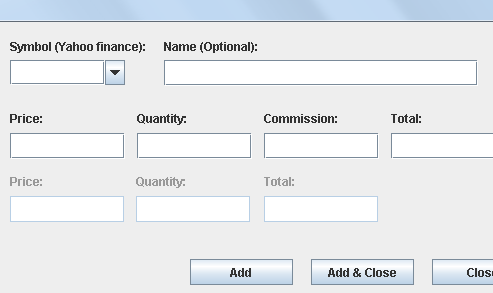 Symbol (Yahoo finance): Name (Optional):
Price: Quantity: Commission: Total:
Price: Quantity: Total:
Add Add & Close Clos